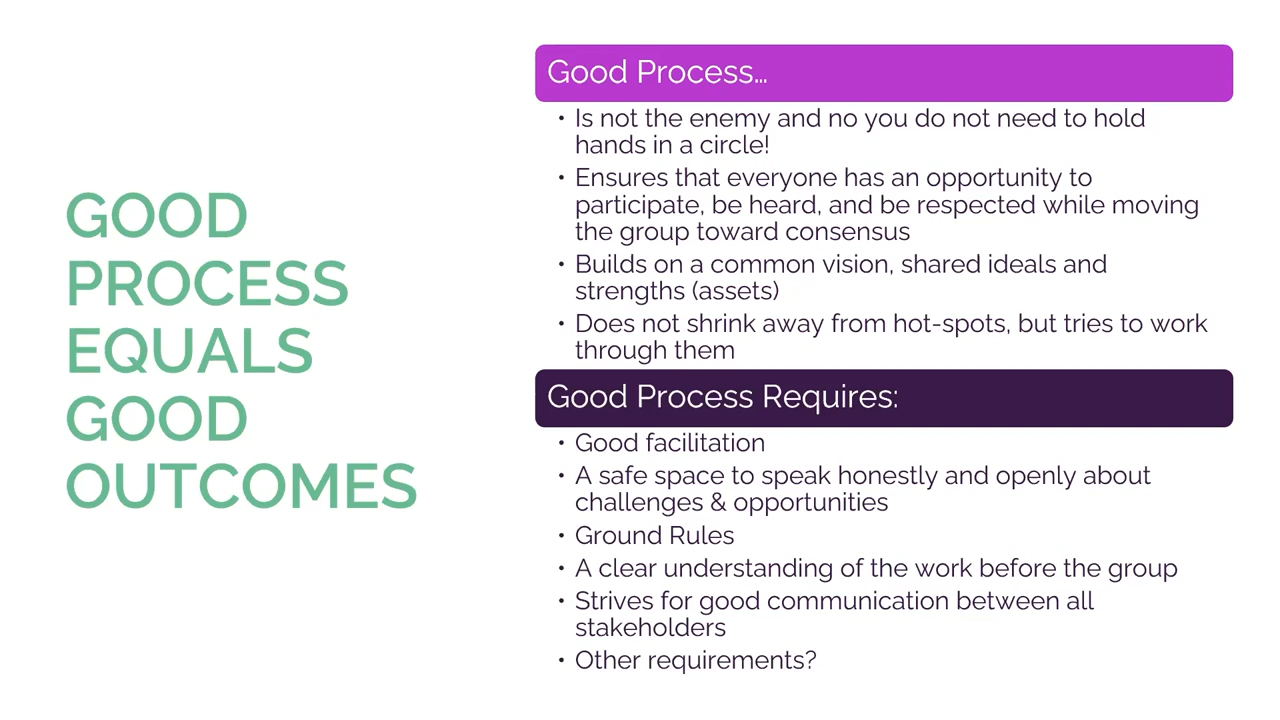 GOOD
PROCESS
EQUALS
GOOD
OUTCOMES
Good Process...
• Is not the enemy and no you do not need to hold
hands in a circle!
• Ensures that everyone has an opportunity to
participate, be heard, and be respected while moving
the group toward consensus
• Builds on a common vision, shared ideals and
strengths (assets)
• Does not shrink away from hot-spots, but tries to work
through them
Good Process Requires:
• Good facilitation
• A safe space to speak honestly and openly about
challenges & opportunities
• Ground Rules
• A clear understanding of the work before the group
• Strives for good communication between all
stakeholders
• Other requirements?